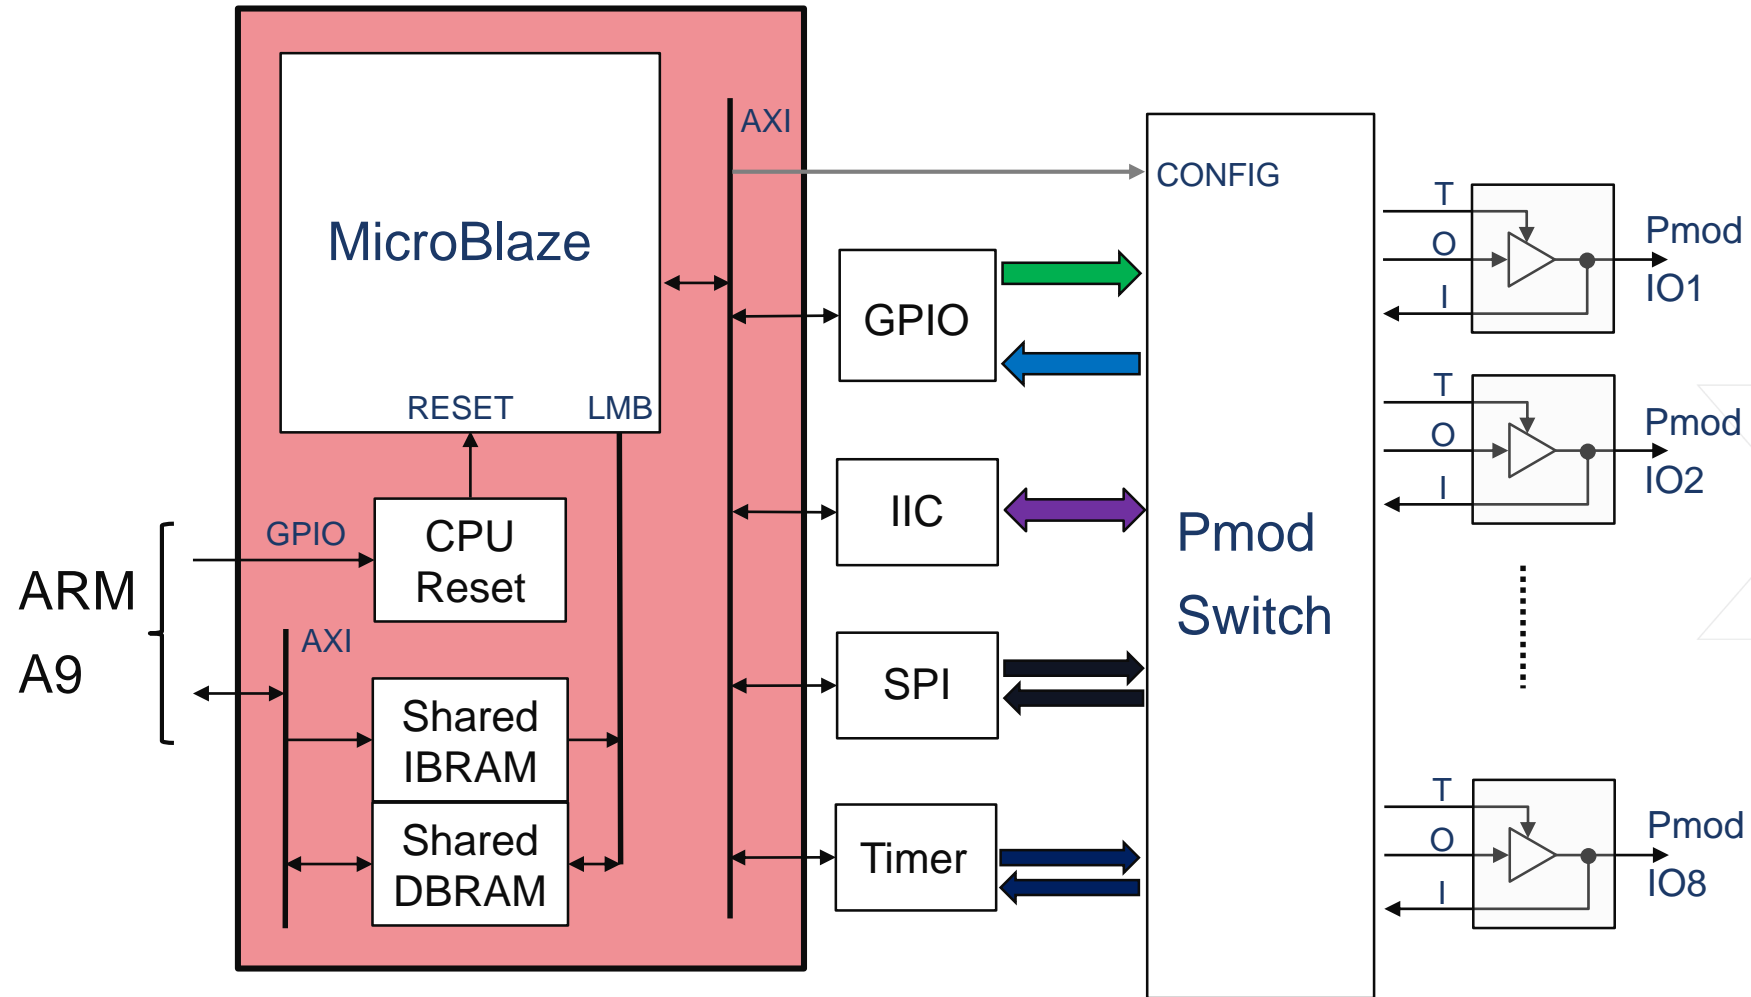 AXI
CONFIG
MicroBlaze
RESET
LMB
GPIO
CPU
Reset
ARM
A9
AXI
Shared
IBRAM
Shared
DBRAM
GPIO
IIC
SPI
Timer
Pmod
Switch
T
O
I
Pmod
IO1
T
O
I
Pmod
IO2
T
O
I
Pmod
IO8